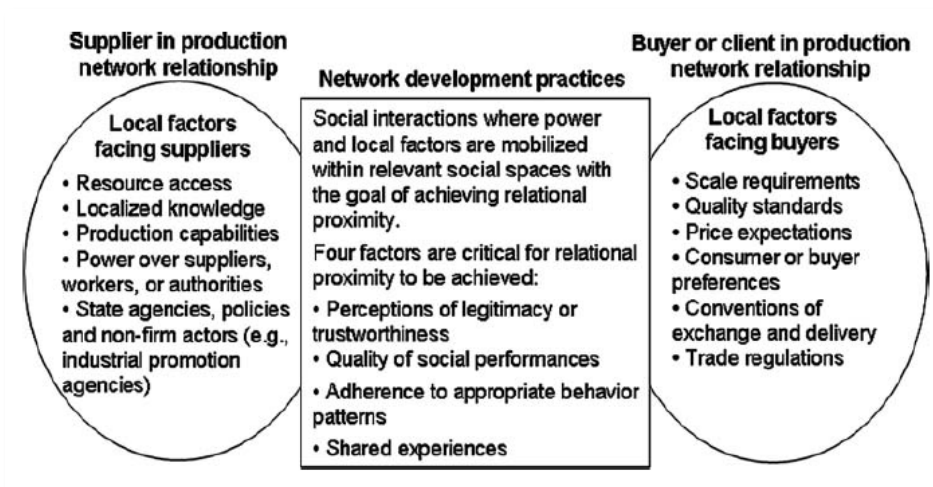 Supplier in production
network relationship
Local factors
facing suppliers
• Resource access
• Localized knowledge
• Production capabilities
• Power over suppliers,
workers, or authorities
• State agencies, policies
and non-firm actors (e.g.,
industrial promotion
agencies)
Network development practices
Social interactions where power
and local factors are mobilized
within relevant social spaces with
the goal of achieving relational
proximity.
Four factors are critical for relational
proximity to be achieved:
• Perceptions of legitimacy or
trustworthiness
• Quality of social performances
• Adherence to appropriate behavior
patterns
• Shared experiences
Buyer or client in production
network relationship
Local factors
facing buyers
• Scale requirements
• Quality standards
• Price expectations
• Consumer or buyer
preferences
• Conventions of
exchange and delivery
• Trade regulations